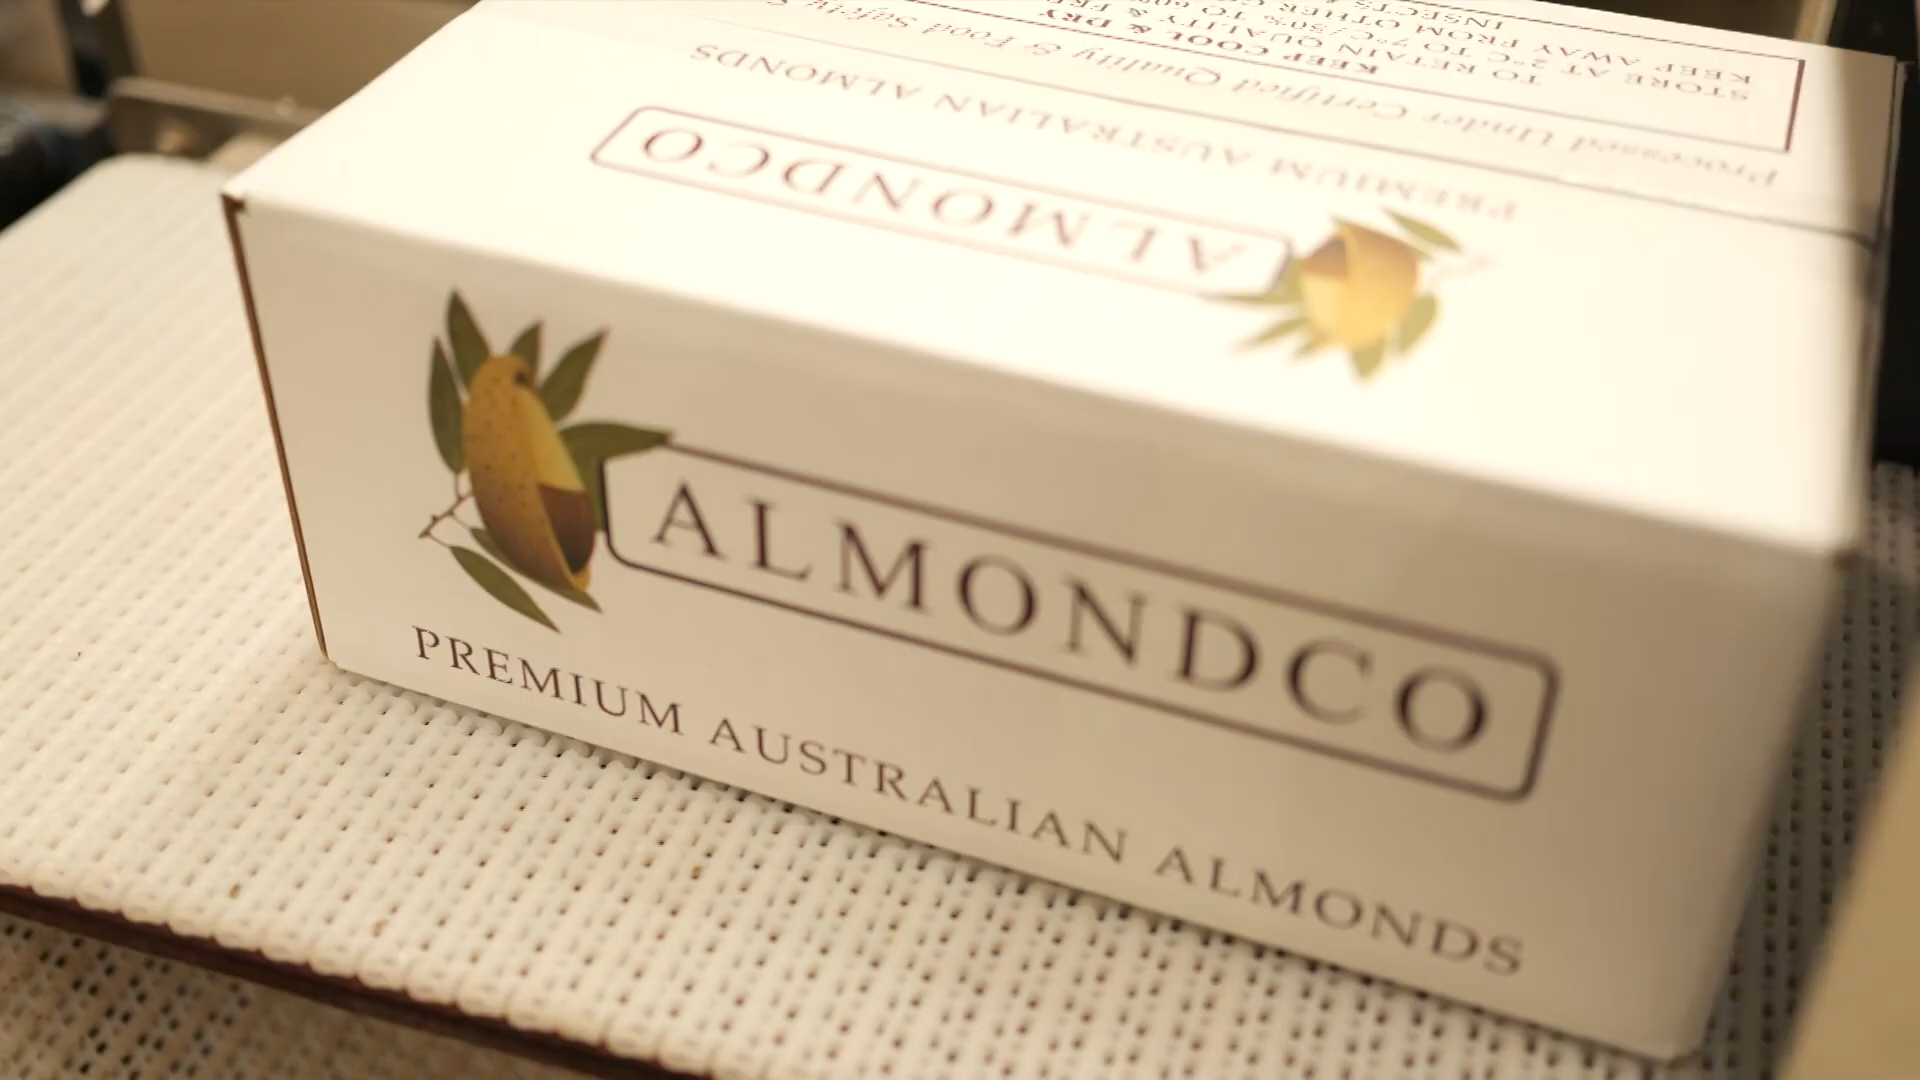 ALMONDCO
PREMIUM AUSTRALIAN ALMONDS
ALMONDCO
PREMIUM AUSTRALIAN ALMONDS
Processed Under Certified Quality & Food Safety
KEEP COOL & DRY
TO RETAIN QUALITY &
STORE AT 2°C TO 7°C/50% TO
KEEP AWAY FROM OTHER
INSECTS